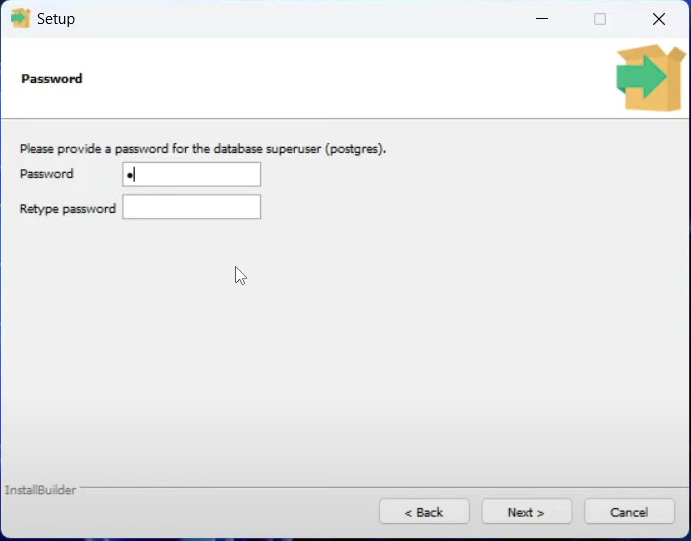 Setup
Password
Please provide a password for the database superuser (postgres).
Password
Retype password
InstallBuilder
< Back
Next >
Cancel